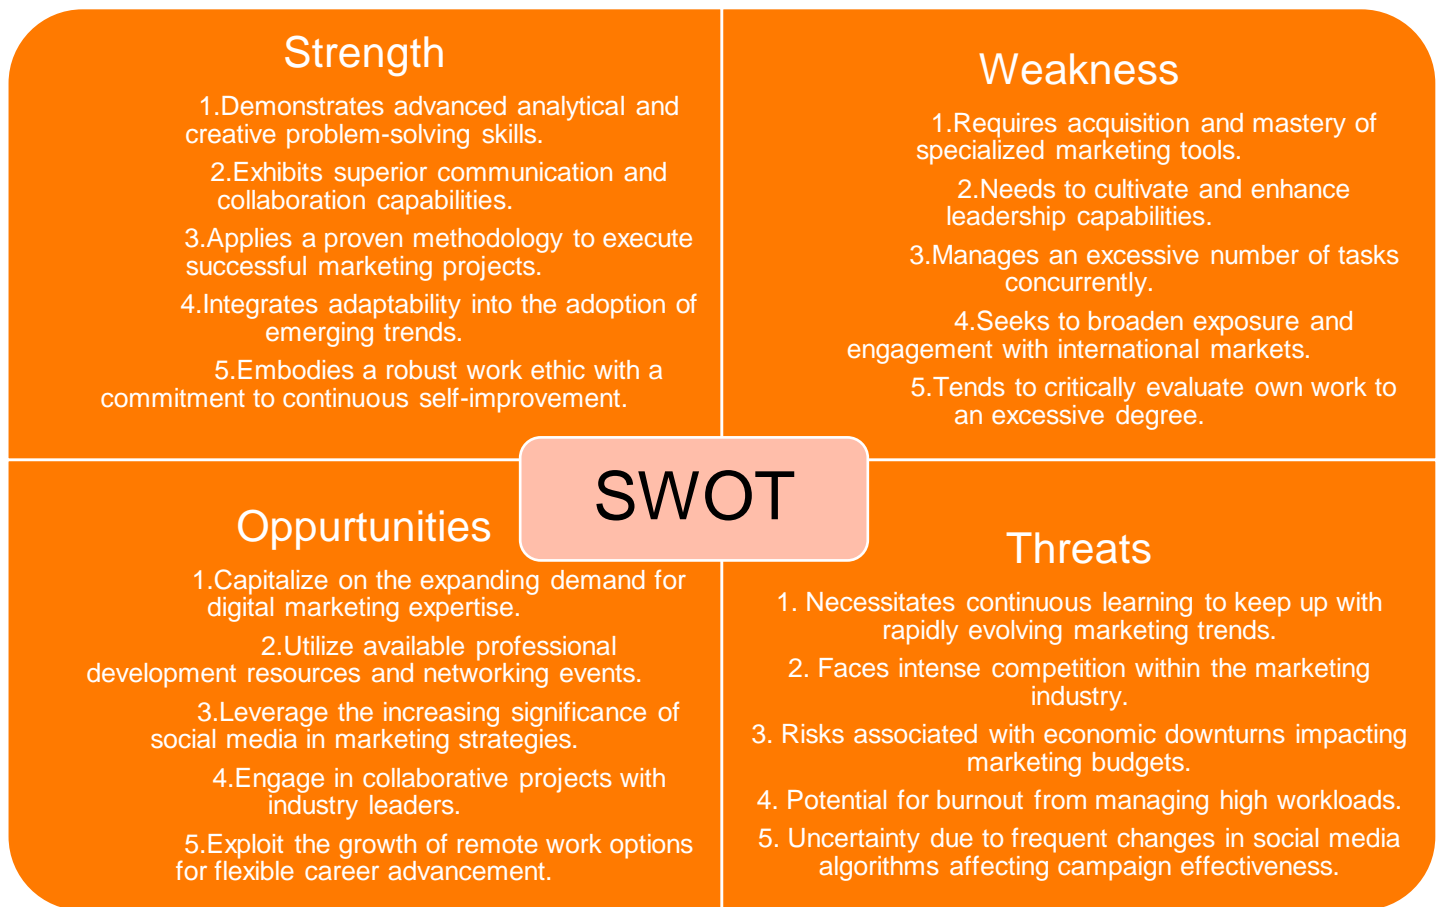 Strength
1.Demonstrates advanced analytical and
creative problem-solving skills.
2.Exhibits superior communication and
collaboration capabilities.
3.Applies a proven methodology to execute
successful marketing projects.
4.Integrates adaptability into the adoption of
emerging trends.
5.Embodies a robust work ethic with a
commitment to continuous self-improvement.
Weakness
1.Requires acquisition and mastery of
specialized marketing tools.
2.Needs to cultivate and enhance
leadership capabilities.
3.Manages an excessive number of tasks
concurrently.
4.Seeks to broaden exposure and
engagement with international markets.
5.Tends to critically evaluate own work to
an excessive degree.
SWOT
Oppurtunities
1.Capitalize on the expanding demand for
digital marketing expertise.
2.Utilize available professional
development resources and networking events.
3.Leverage the increasing significance of
social media in marketing strategies.
4.Engage in collaborative projects with
industry leaders.
5.Exploit the growth of remote work options
for flexible career advancement.
Threats
1. Necessitates continuous learning to keep up with
rapidly evolving marketing trends.
2. Faces intense competition within the marketing
industry.
3. Risks associated with economic downturns impacting
marketing budgets.
4. Potential for burnout from managing high workloads.
5. Uncertainty due to frequent changes in social media
algorithms affecting campaign effectiveness.